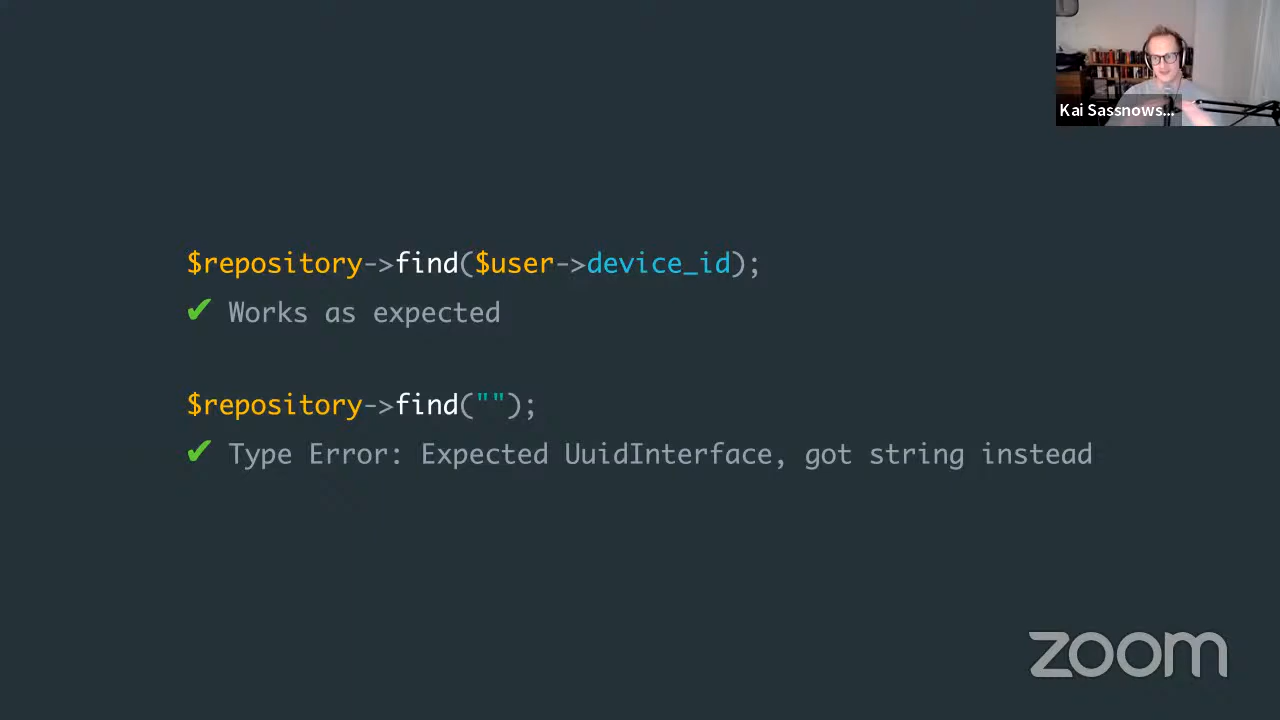 Kai Sassnows...
$repository->find($user->device_id);
✔ Works as expected
$repository->find("");
✔ Type Error: Expected UuidInterface, got string instead
zoom